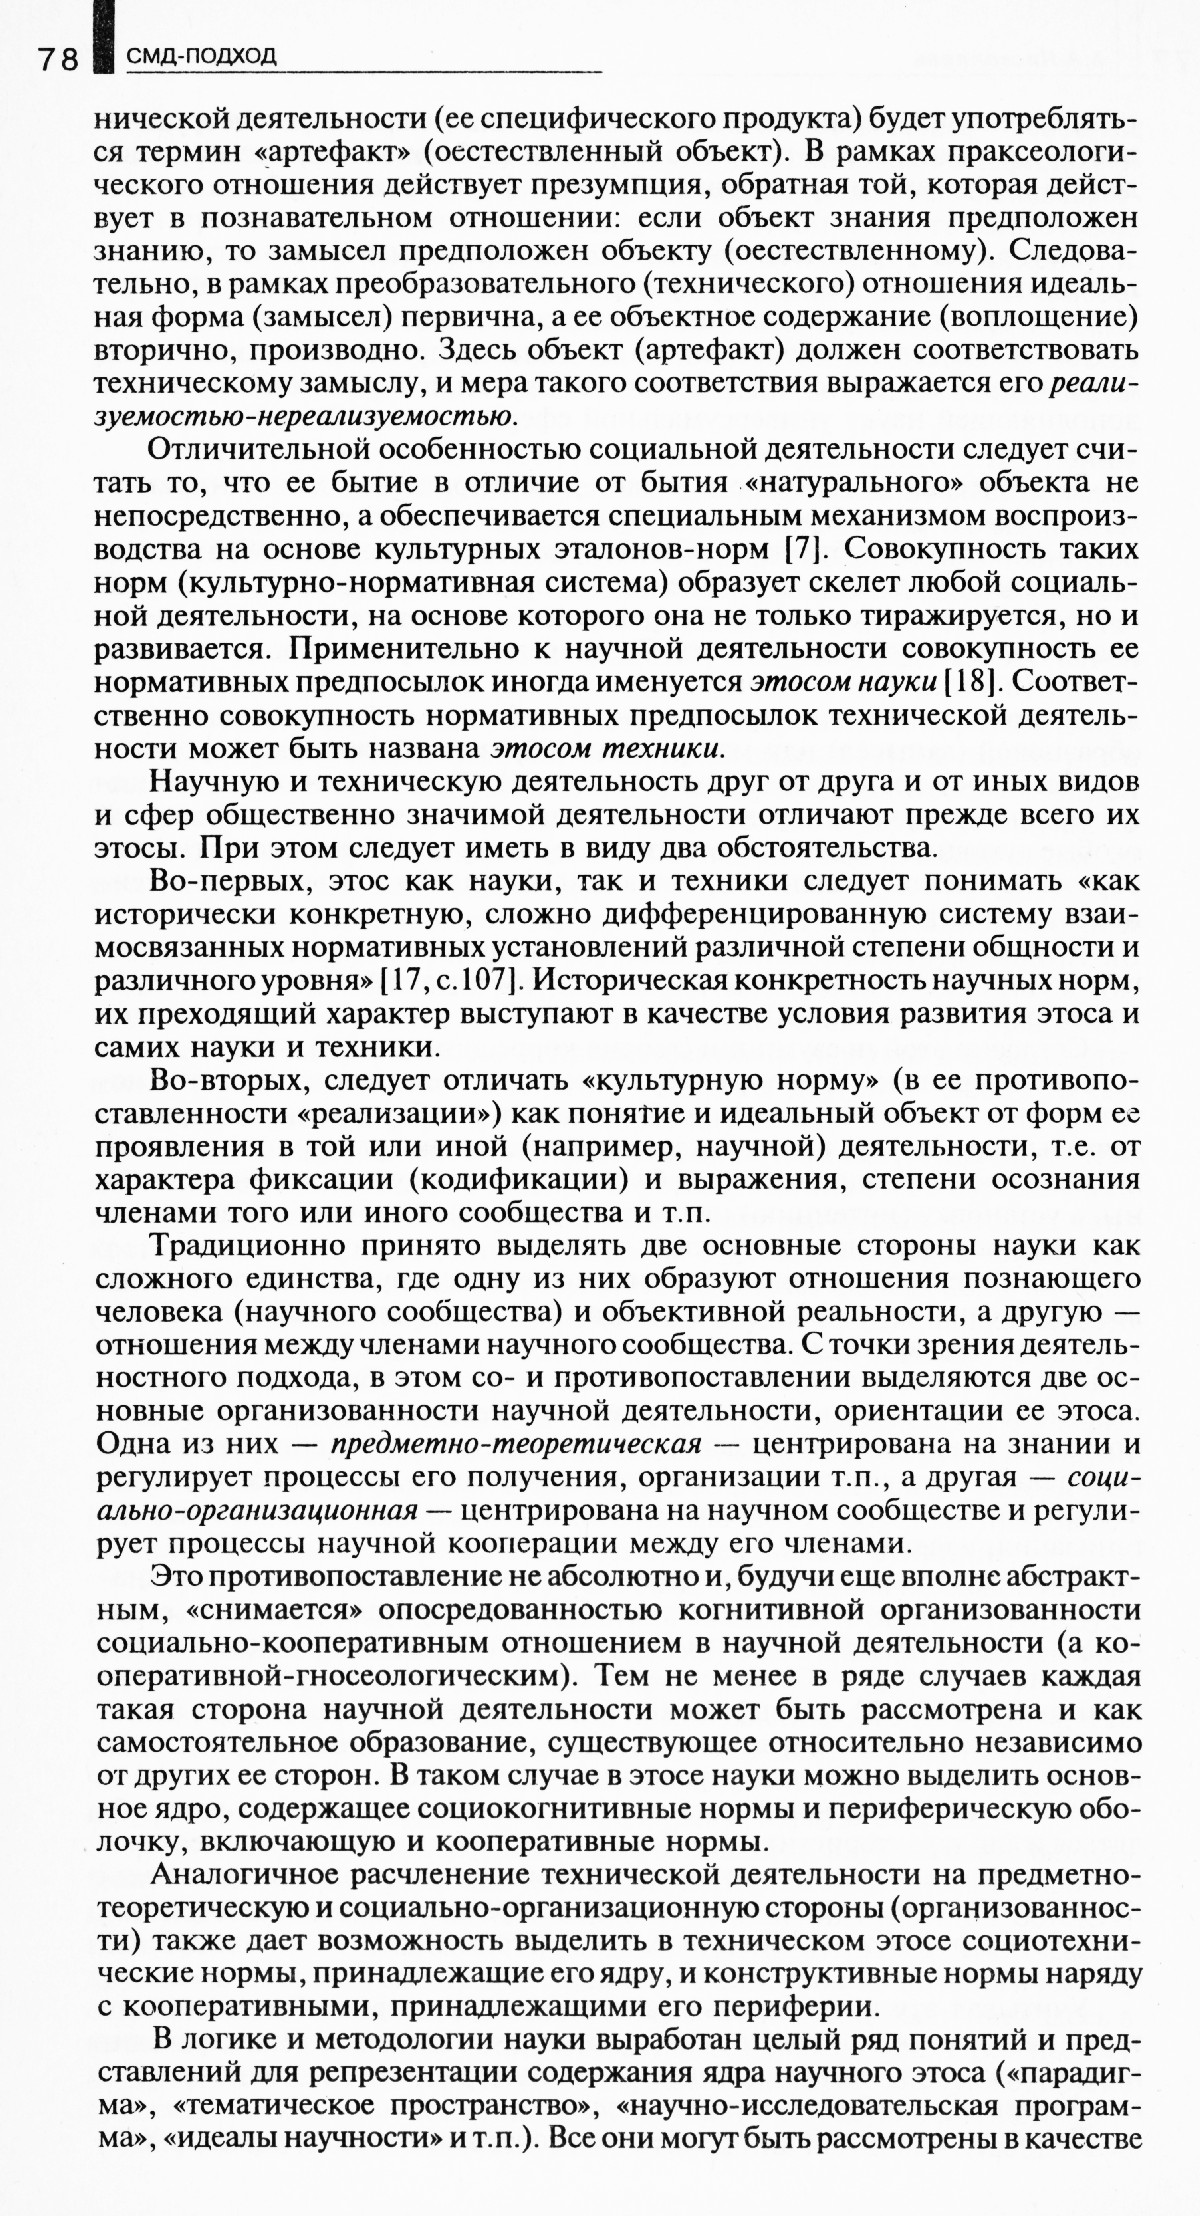 78 СМД-ПОДХОД
нической деятельности (ее специфического продукта) будет употреблять-
ся термин «артефакт» (оестествленный объект). В рамках праксеологи-
ческого отношения действует презумпция, обратная той, которая дейст-
вует в познавательном отношении: если объект знания предположен
знанию, то замысел предположен объекту (оестествленному). Следова-
тельно, в рамках преобразовательного (технического) отношения идеаль-
ная форма (замысел) первична, а ее объектное содержание (воплощение)
вторично, производно. Здесь объект (артефакт) должен соответствовать
техническому замыслу, и мера такого соответствия выражается его реали-
зуемостью-нереализуемостью.
Отличительной особенностью социальной деятельности следует счи-
тать то, что ее бытие в отличие от бытия «натурального» объекта не
непосредственно, а обеспечивается специальным механизмом воспроиз-
водства на основе культурных эталонов-норм [7]. Совокупность таких
норм (культурно-нормативная система) образует скелет любой социаль-
ной деятельности, на основе которого она не только тиражируется, но и
развивается. Применительно к научной деятельности совокупность ее
нормативных предпосылок иногда именуется этосом науки [18]. Соответ-
ственно совокупность нормативных предпосылок технической деятель-
ности может быть названа этосом техники.
Научную и техническую деятельность друг от друга и от иных видов
и сфер общественно значимой деятельности отличают прежде всего их
этосы. При этом следует иметь в виду два обстоятельства.
Во-первых, этос как науки, так и техники следует понимать «как
исторически конкретную, сложно дифференцированную систему взаи-
мосвязанных нормативных установлений различной степени общности и
различного уровня» [17, с.107]. Историческая конкретность научных норм,
их преходящий характер выступают в качестве условия развития этоса и
самих науки и техники.
Во-вторых, следует отличать «культурную норму» (в ее противопо-
ставленности «реализации») как понятие и идеальный объект от форм ее
проявления в той или иной (например, научной) деятельности, т.е. от
характера фиксации (кодификации) и выражения, степени осознания
членами того или иного сообщества и т.п.
Традиционно принято выделять две основные стороны науки как
сложного единства, где одну из них образуют отношения познающего
человека (научного сообщества) и объективной реальности, а другую —
отношения между членами научного сообщества. С точки зрения деятель-
ностного подхода, в этом со- и противопоставлении выделяются две ос-
новные организованности научной деятельности, ориентации ее этоса.
Одна из них — предметно-теоретическая — центрирована на знании и
регулирует процессы его получения, организации т.п., а другая — соци-
ально-организационная — центрирована на научном сообществе и регули-
рует процессы научной кооперации между его членами.
Это противопоставление не абсолютно и, будучи еще вполне абстракт-
ным, «снимается» опосредованностью когнитивной организованности
социально-кооперативным отношением в научной деятельности (а ко-
оперативной-гносеологическим). Тем не менее в ряде случаев каждая
такая сторона научной деятельности может быть рассмотрена и как
самостоятельное образование, существующее относительно независимо
от других ее сторон. В таком случае в этосе науки можно выделить основ-
ное ядро, содержащее социокогнитивные нормы и периферическую обо-
лочку, включающую и кооперативные нормы.
Аналогичное расчленение технической деятельности на предметно-
теоретическую и социально-организационную стороны (организованнос-
ти) также дает возможность выделить в техническом этосе социотехни-
ческие нормы, принадлежащие его ядру, и конструктивные нормы наряду
с кооперативными, принадлежащими его периферии.
В логике и методологии науки выработан целый ряд понятий и пред-
ставлений для репрезентации содержания ядра научного этоса («парадиг-
ма», «тематическое пространство», «научно-исследовательская програм-
ма», «идеалы научности» и т.п.). Все они могут быть рассмотрены в качестве